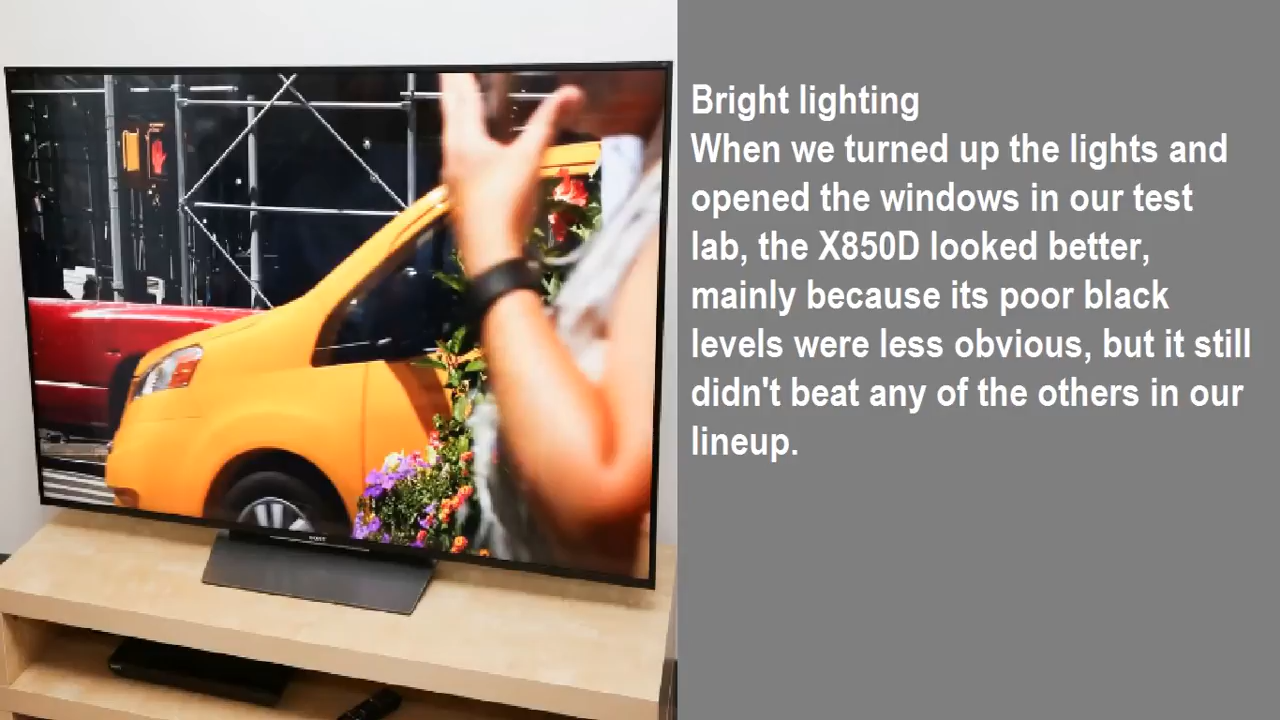 Bright lighting
When we turned up the lights and
opened the windows in our test
lab, the X850D looked better,
mainly because its poor black
levels were less obvious, but it still
didn't beat any of the others in our
lineup.
SONY